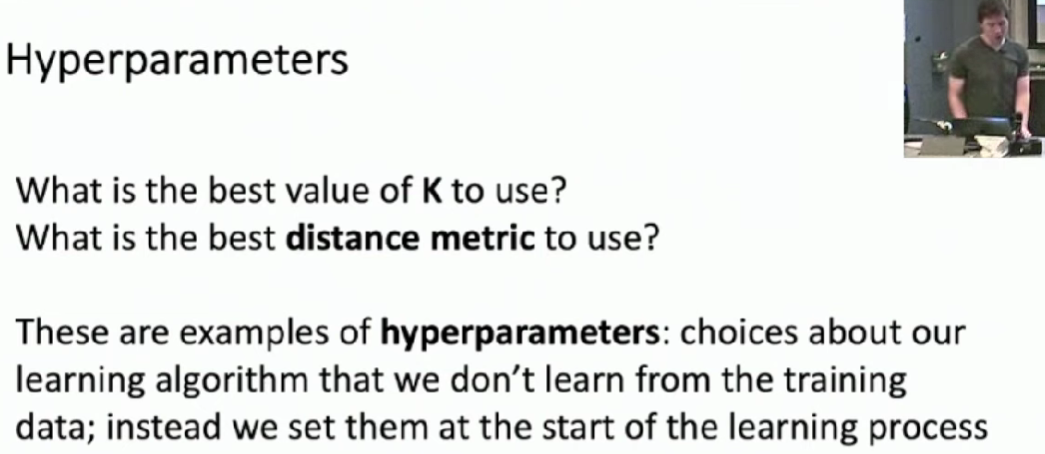 Hyperparameters
What is the best value of K to use?
What is the best distance metric to use?
These are examples of hyperparameters: choices about our
learning algorithm that we don't learn from the training
data; instead we set them at the start of the learning process